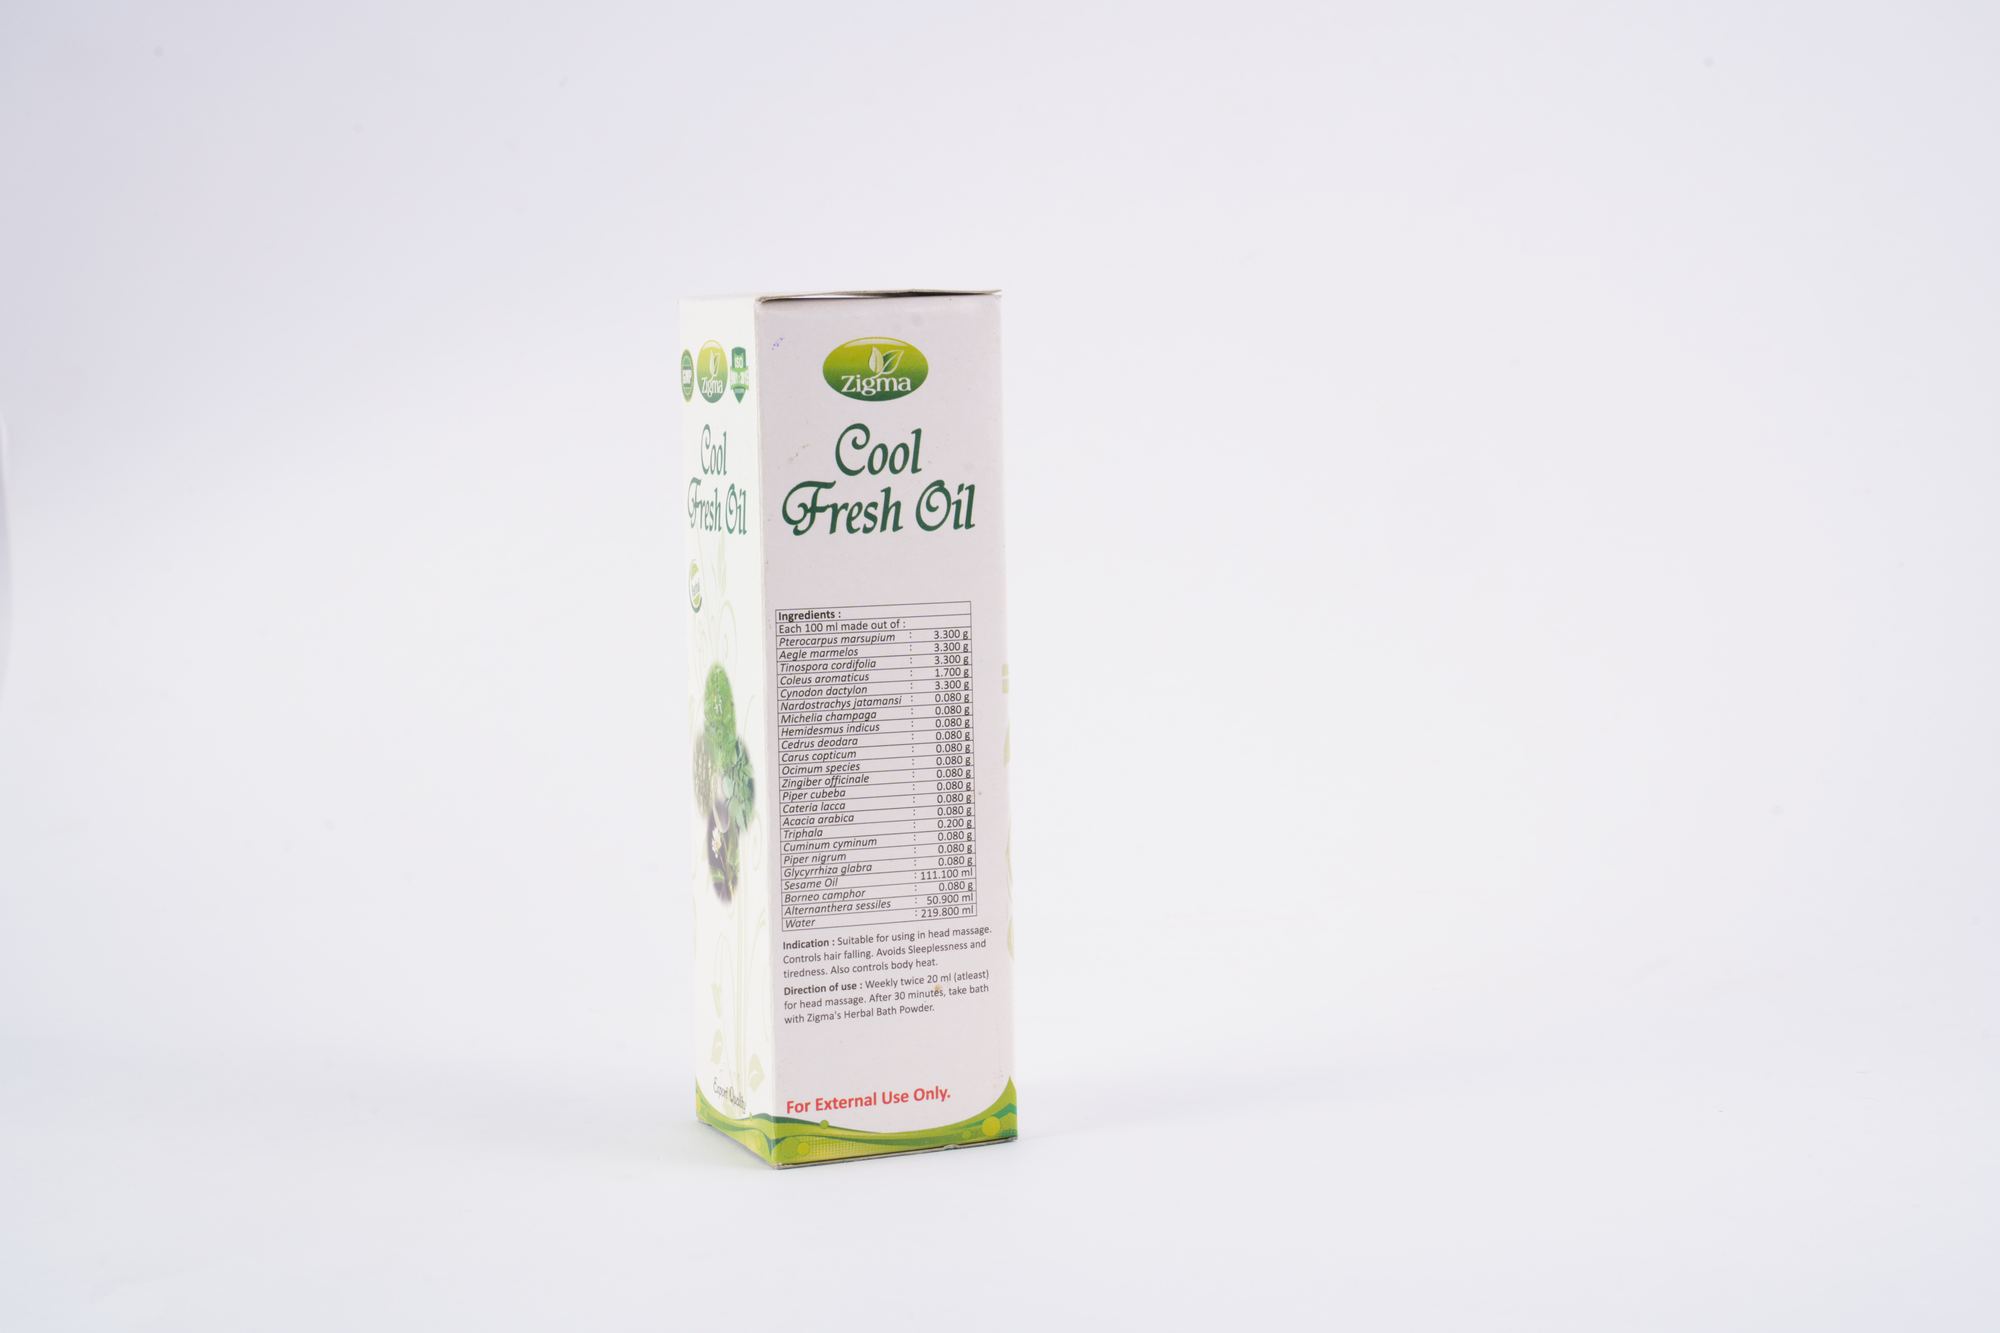 GMP
Zigma
ISO
Cool
Fresh Oil
Export Quality
Zigma
Cool
Fresh Oil
Ingredients :
Each 100 ml made out of :
Pterocarpus marsupium : 3.300 g
Aegle marmelos : 3.300 g
Tinospora cordifolia : 3.300 g
Coleus aromaticus : 1.700 g
Cynodon dactylon : 3.300 g
Nardostrachys jatamansi : 0.080 g
Michelia champaga : 0.080 g
Hemidesmus indicus : 0.080 g
Cedrus deodara : 0.080 g
Carus copticum : 0.080 g
Ocimum species : 0.080 g
Zingiber officinale : 0.080 g
Piper cubeba : 0.080 g
Cateria lacca : 0.080 g
Acacia arabica : 0.080 g
Triphala : 0.200 g
Cuminum cyminum : 0.080 g
Piper nigrum : 0.080 g
Glycyrrhiza glabra : 0.080 g
Sesame Oil : 111.100 ml
Borneo camphor : 0.080 g
Alternanthera sessiles : 50.900 ml
Water : 219.800 ml
Indication : Suitable for using in head massage.
Controls hair falling. Avoids Sleeplessness and
tiredness. Also controls body heat.
Direction of use : Weekly twice 20 ml (atleast)
for head massage. After 30 minutes, take bath
with Zigma's Herbal Bath Powder.
For External Use Only.